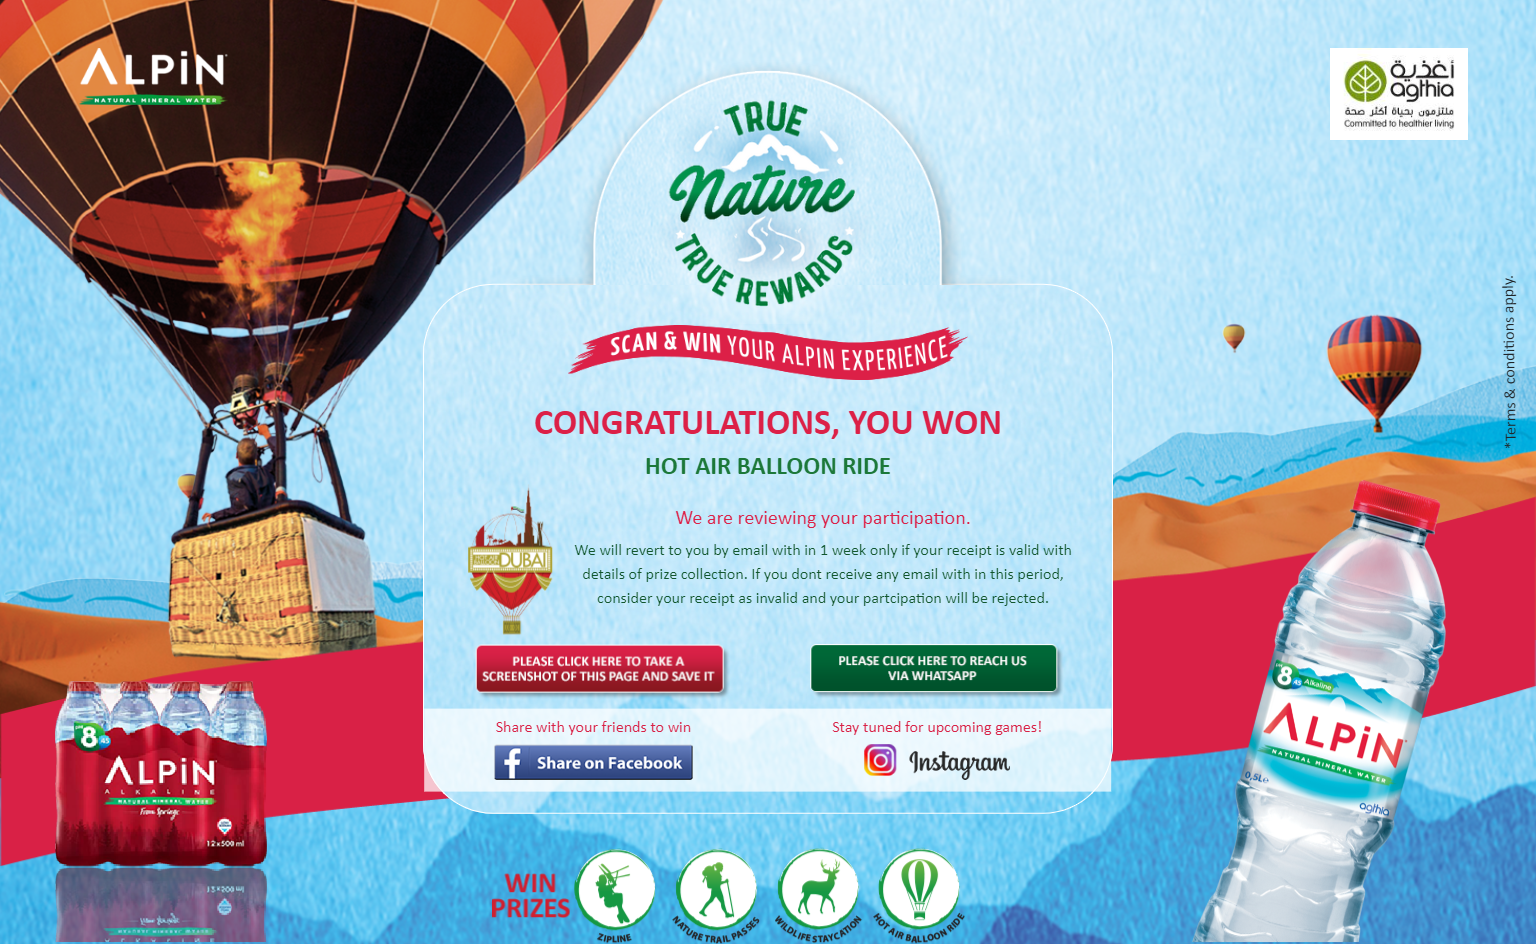 ALPiN
NATURAL MINERAL WATER
أغذية
agthia
ملتزمون بحياة أكثر صحة
Committed to healthier living
TRUE
Nature
TRUE REWARDS
SCAN & WIN YOUR ALPIN EXPERIENCE
*Terms & conditions apply.
CONGRATULATIONS, YOU WON
HOT AIR BALLOON RIDE
DUBAI
We are reviewing your participation.
We will revert to you by email with in 1 week only if your receipt is valid with
details of prize collection. If you dont receive any email with in this period,
consider your receipt as invalid and your partcipation will be rejected.
PLEASE CLICK HERE TO TAKE A
SCREENSHOT OF THIS PAGE AND SAVE IT
PLEASE CLICK HERE TO REACH US
VIA WHATSAPP
Share with your friends to win
f Share on Facebook
Stay tuned for upcoming games!
Instagram
8
.45
ALPiN
ALKALINE
NATURAL MINERAL WATER
From Springs
12x500 ml
8
.45
Alkaline
ALPiN
NATURAL MINERAL WATER
0,5L e
agthia
WIN
PRIZES
ZIPLINE
NATURE TRAIL PASSES
WILDLIFE STAYCATION
HOT AIR BALLOON RIDE